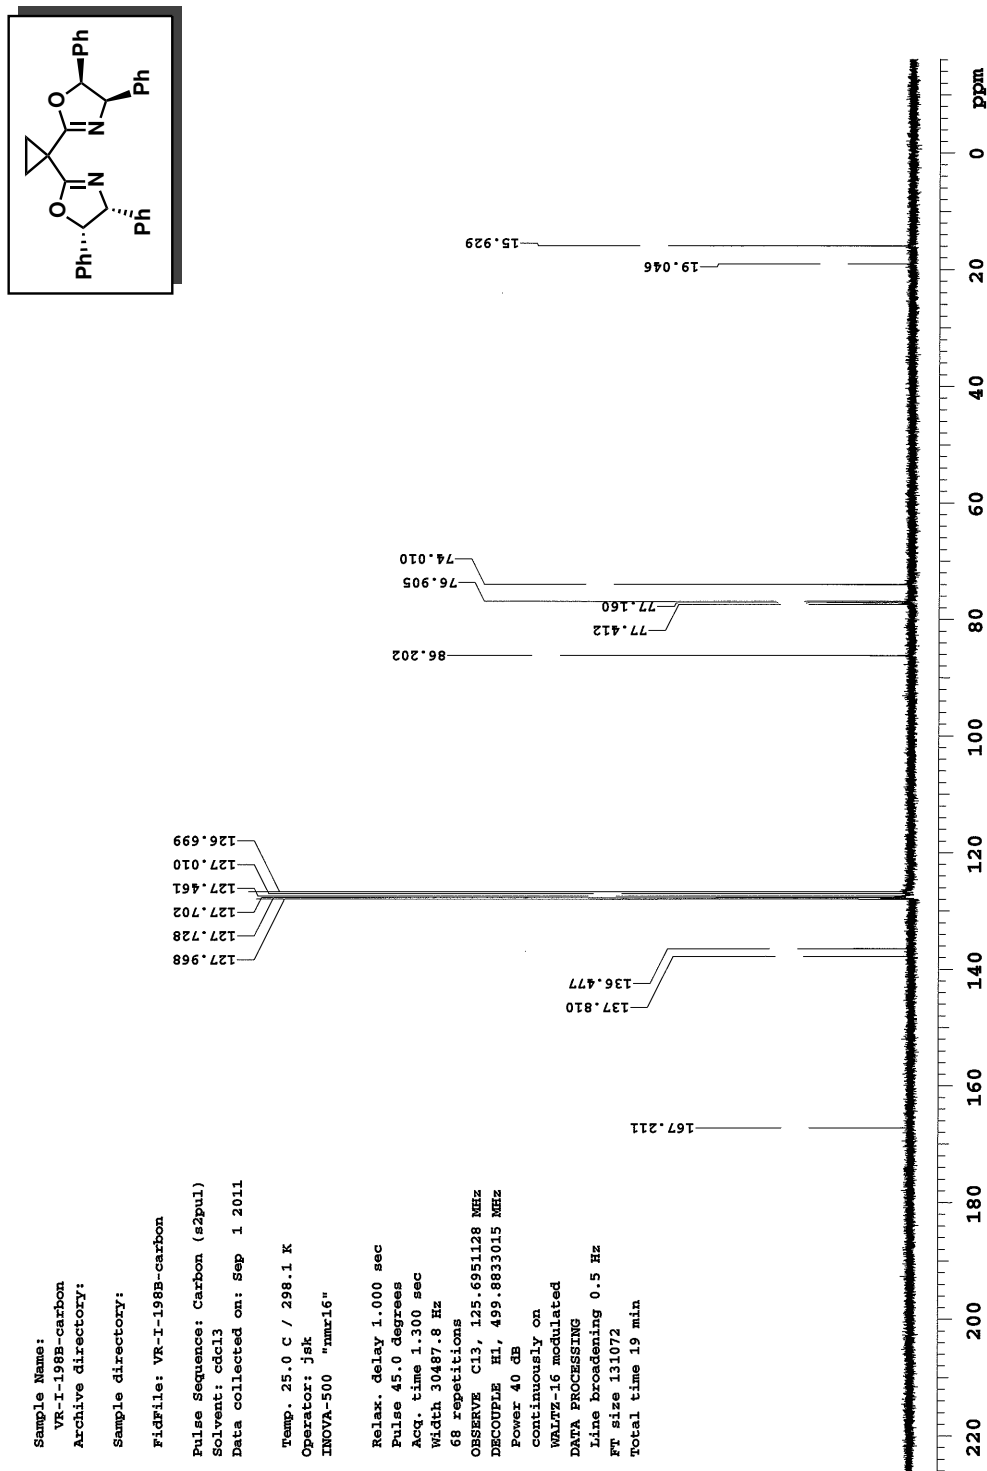 Sample Name:
VR-I-198B-carbon
Archive directory:
Sample directory:
FidFile: VR-I-198B-carbon
Pulse Sequence: Carbon (s2pul)
Solvent: cdcl3
Data collected on: Sep 1 2011
Temp. 25.0 C / 298.1 K
Operator: jsk
INOVA-500 "nmr16"
Relax. delay 1.000 sec
Pulse 45.0 degrees
Acq. time 1.300 sec
Width 30487.8 Hz
68 repetitions
OBSERVE C13, 125.6951128 MHz
DECOUPLE H1, 499.8833015 MHz
Power 40 dB
continuously on
WALTZ-16 modulated
DATA PROCESSING
Line broadening 0.5 Hz
FT size 131072
Total time 19 min
O
O
Ph
Ph
N
N
Ph
Ph
167.211
137.810
136.477
127.968
127.728
127.702
127.461
127.010
126.699
86.202
77.412
77.160
76.905
74.010
19.046
15.929
220 200 180 160 140 120 100 80 60 40 20 0 ppm